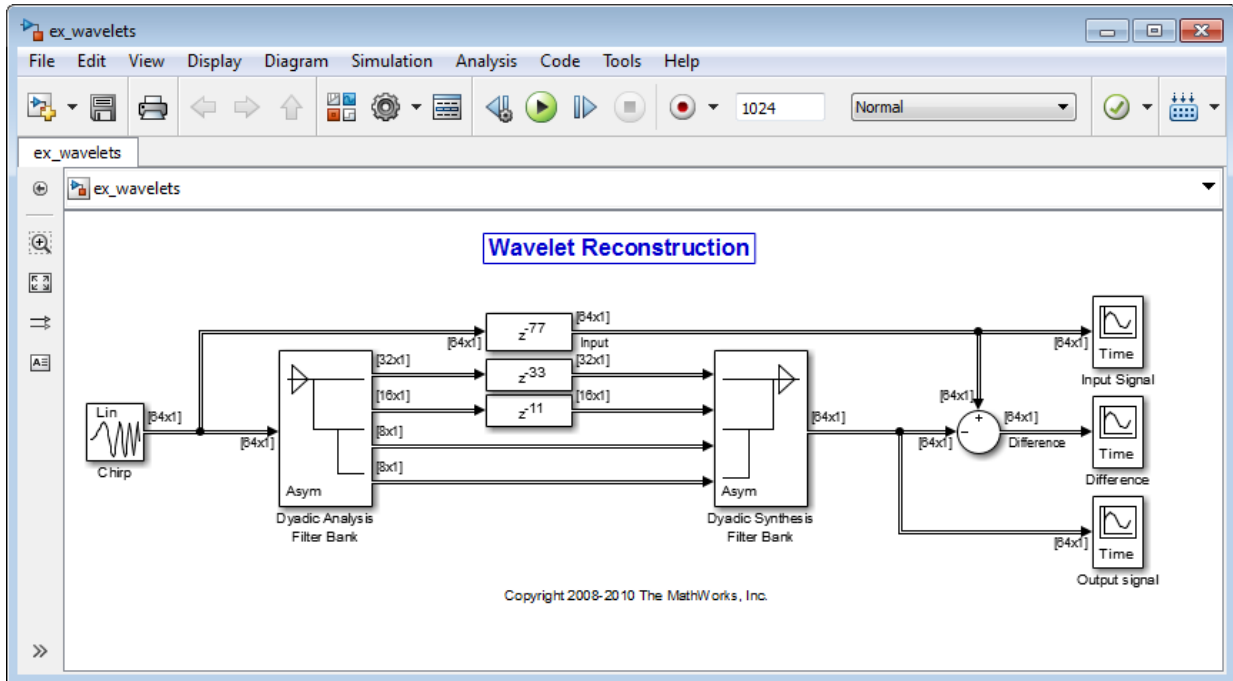 ex_wavelets
File Edit View Display Diagram Simulation Analysis Code Tools Help
1024 Normal
ex_wavelets
ex_wavelets
Wavelet Reconstruction
[64x1]
z-77
[64x1]
Input
[64x1]
Time
Input Signal
[32x1]
z-33
[32x1]
[16x1]
z-11
[16x1]
[8x1]
[8x1]
Lin
[64x1]
Chirp
[64x1]
Asym
Dyadic Analysis
Filter Bank
Asym
Dyadic Synthesis
Filter Bank
[64x1]
[64x1]
[64x1]
+
−
[64x1]
Difference
Time
Difference
[64x1]
Time
Output signal
Copyright 2008-2010 The MathWorks, Inc.